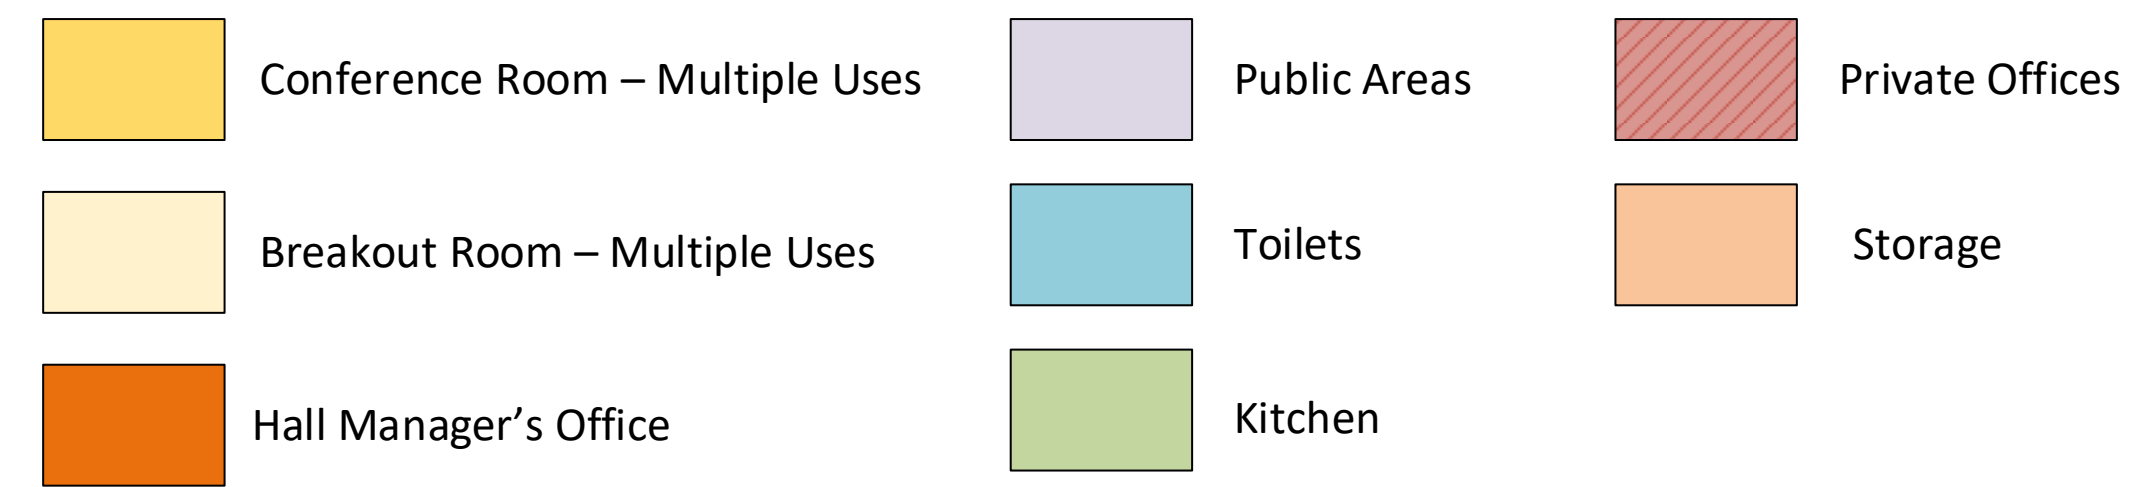 Conference Room – Multiple Uses
Breakout Room – Multiple Uses
Hall Manager’s Office
Public Areas
Toilets
Kitchen
Private Offices
Storage